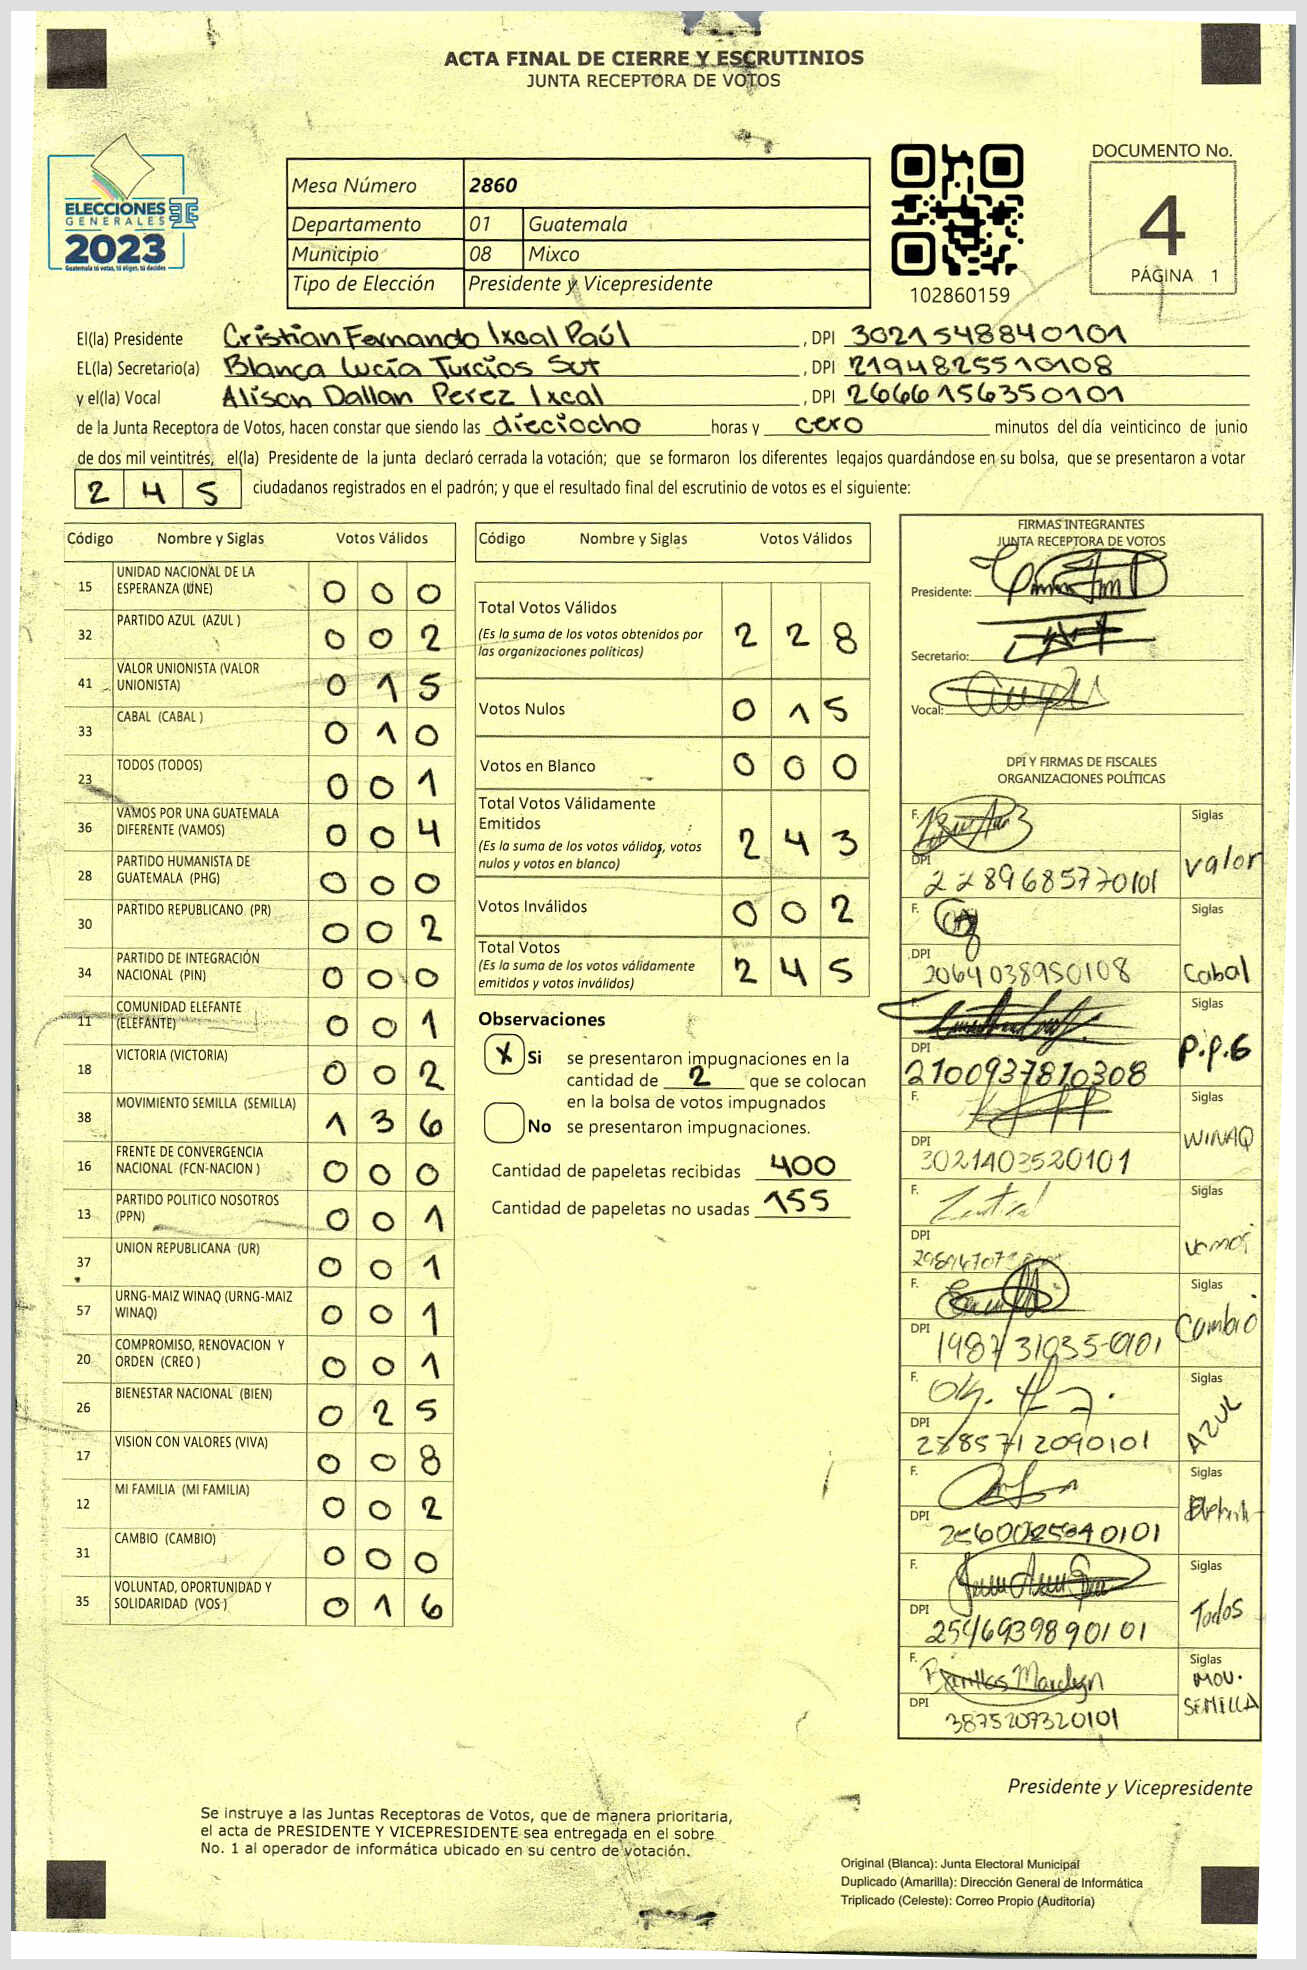 ACTA FINAL DE CIERRE Y ESCRUTINIOS
JUNTA RECEPTORA DE VOTOS
ELECCIONES
GENERALES
2023
Guatemala tú votas, tú eliges, tú decides
Mesa Número 2860
Departamento 01 Guatemala
Municipio 08 Mixco
Tipo de Elección Presidente y Vicepresidente
102860159
DOCUMENTO No.
4
PÁGINA 1
El(la) Presidente Cristian Fernando Ixcal Paúl , DPI 3021548840101
EL(la) Secretario(a) Blanca Lucía Turcios Sut , DPI 2194825510108
y el(la) Vocal Alison Dallan Perez Ixcal , DPI 2666156350101
de la Junta Receptora de Votos, hacen constar que siendo las dieciocho horas y cero minutos del día veinticinco de junio
de dos mil veintitrés, el(la) Presidente de la junta declaró cerrada la votación; que se formaron los diferentes legajos quardándose en su bolsa, que se presentaron a votar
2 4 5 ciudadanos registrados en el padrón; y que el resultado final del escrutinio de votos es el siguiente:
Código Nombre y Siglas Votos Válidos
15 UNIDAD NACIONAL DE LA ESPERANZA (UNE) 0 0 0
32 PARTIDO AZUL (AZUL ) 0 0 2
41 VALOR UNIONISTA (VALOR UNIONISTA) 0 1 5
33 CABAL (CABAL ) 0 1 0
23 TODOS (TODOS) 0 0 1
36 VAMOS POR UNA GUATEMALA DIFERENTE (VAMOS) 0 0 4
28 PARTIDO HUMANISTA DE GUATEMALA (PHG) 0 0 0
30 PARTIDO REPUBLICANO (PR) 0 0 2
34 PARTIDO DE INTEGRACIÓN NACIONAL (PIN) 0 0 0
11 COMUNIDAD ELEFANTE (ELEFANTE) 0 0 1
18 VICTORIA (VICTORIA) 0 0 2
38 MOVIMIENTO SEMILLA (SEMILLA) 1 3 6
16 FRENTE DE CONVERGENCIA NACIONAL (FCN-NACION ) 0 0 0
13 PARTIDO POLITICO NOSOTROS (PPN) 0 0 1
37 UNION REPUBLICANA (UR) 0 0 1
57 URNG-MAIZ WINAQ (URNG-MAIZ WINAQ) 0 0 1
20 COMPROMISO, RENOVACION Y ORDEN (CREO ) 0 0 1
26 BIENESTAR NACIONAL (BIEN) 0 2 5
17 VISION CON VALORES (VIVA) 0 0 8
12 MI FAMILIA (MI FAMILIA) 0 0 2
31 CAMBIO (CAMBIO) 0 0 0
35 VOLUNTAD, OPORTUNIDAD Y SOLIDARIDAD (VOS ) 0 1 6
Código Nombre y Siglas Votos Válidos
Total Votos Válidos 2 2 8
(Es la suma de los votos obtenidos por
las organizaciones políticas)
Votos Nulos 0 1 5
Votos en Blanco 0 0 0
Total Votos Válidamente
Emitidos 2 4 3
(Es la suma de los votos válidos, votos
nulos y votos en blanco)
Votos Inválidos 0 0 2
Total Votos 2 4 5
(Es la suma de los votos válidamente
emitidos y votos inválidos)
Observaciones
X Si se presentaron impugnaciones en la
cantidad de 2 que se colocan
en la bolsa de votos impugnados
No se presentaron impugnaciones.
Cantidad de papeletas recibidas 400
Cantidad de papeletas no usadas 155
FIRMAS INTEGRANTES
JUNTA RECEPTORA DE VOTOS
Presidente:
Secretario:
Vocal:
DPÍ Y FIRMAS DE FISCALES
ORGANIZACIONES POLÍTICAS
F. Siglas
DPI 2289685770101 Valor
F. Siglas
DPI 2064038950108 Cabal
F. Siglas
DPI 2100937810308 P.P.G
F. Siglas
DPI 3021403520101 WINAQ
F. Siglas
DPI Vamos
F. Siglas
DPI 1987310350101 Cambio
F. Siglas
DPI 2885712090101 AZUL
F. Siglas
DPI
F. Siglas
DPI 2546939890101 Todos
F. Siglas
DPI 3875207320101 MOV. SEMILLA
Presidente y Vicepresidente
Se instruye a las Juntas Receptoras de Votos, que de manera prioritaria,
el acta de PRESIDENTE Y VICEPRESIDENTE sea entregada en el sobre
No. 1 al operador de informática ubicado en su centro de votación.
Original (Blanca): Junta Electoral Municipal
Duplicado (Amarilla): Dirección General de Informática
Triplicado (Celeste): Correo Propio (Auditoría)